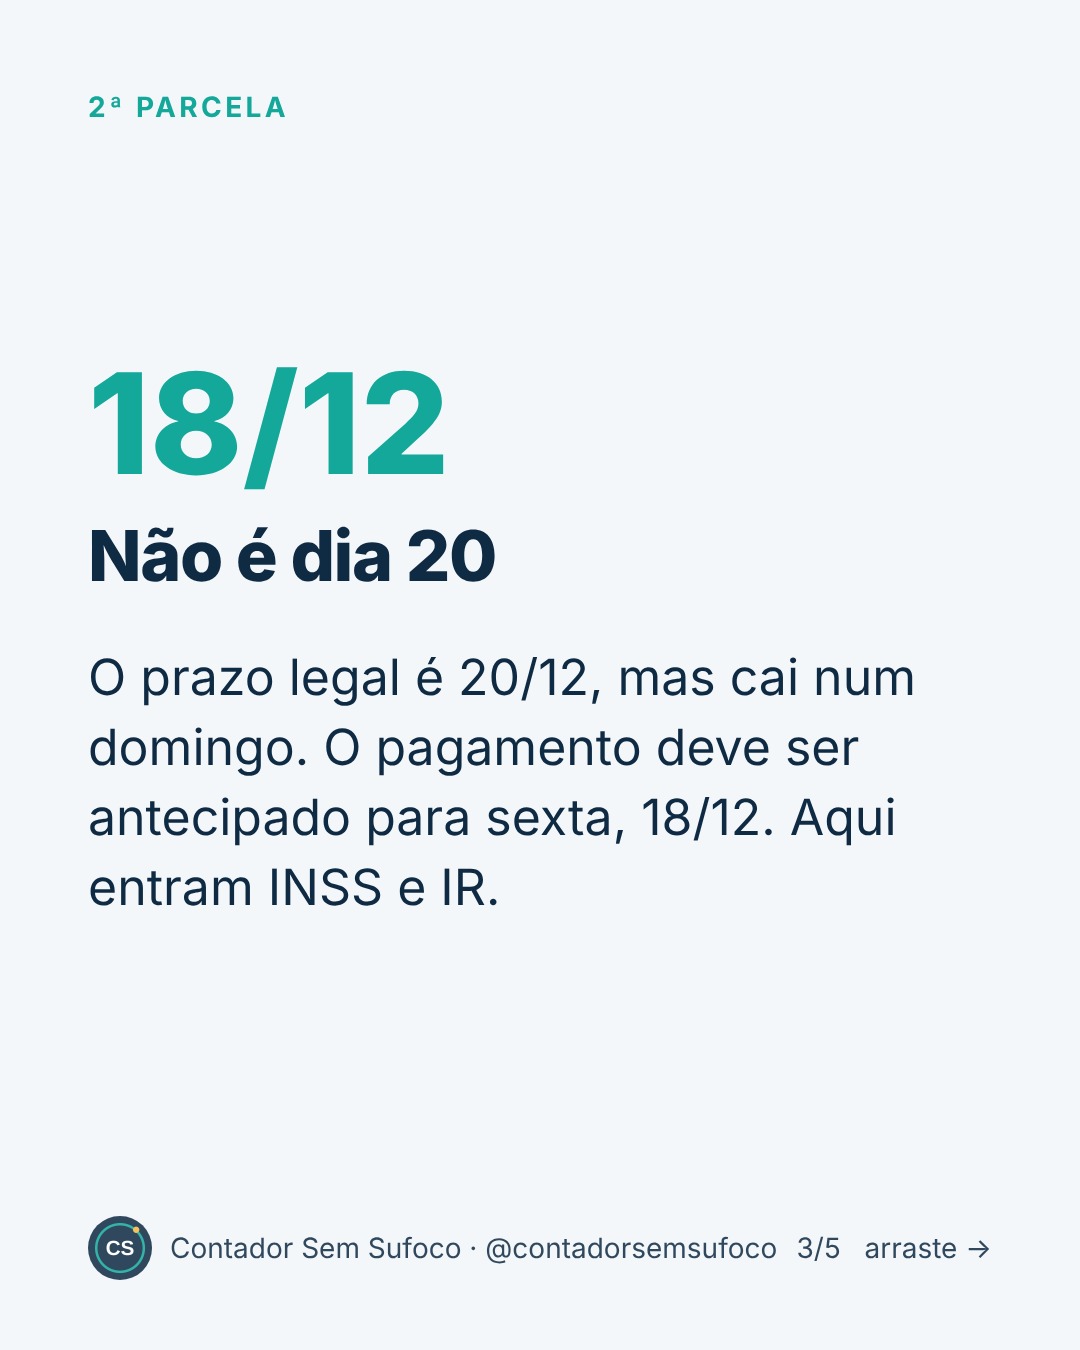 2ª PARCELA
18/12
Não é dia 20
O prazo legal é 20/12, mas cai num
domingo. O pagamento deve ser
antecipado para sexta, 18/12. Aqui
entram INSS e IR.
CS Contador Sem Sufoco · @contadorsemsufoco 3/5 arraste →